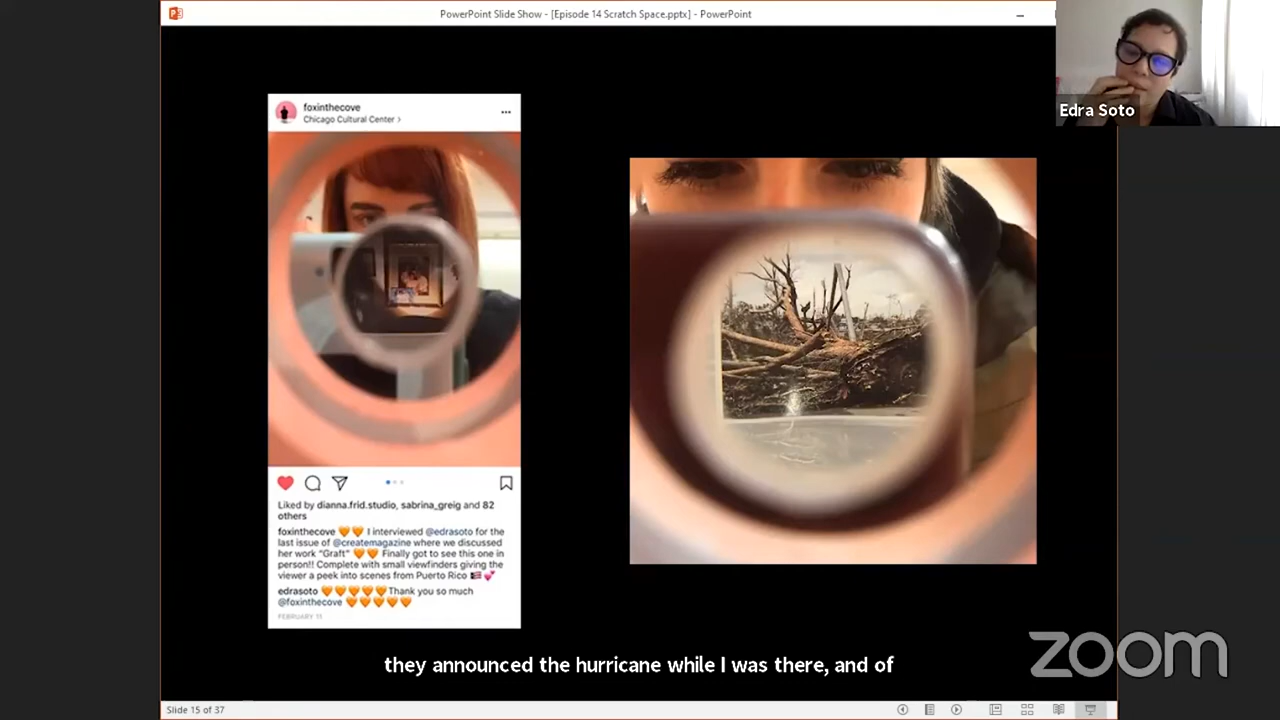 PowerPoint Slide Show - [Episode 14 Scratch Space.pptx] - PowerPoint
Edra Soto
foxinthecove
Chicago Cultural Center >
Liked by dianna.frid.studio, sabrina_greig and 82
others
foxinthecove 🧡🧡 I interviewed @edrasoto for the
last issue of @createmagazine where we discussed
her work "Graft" 🧡🧡 Finally got to see this one in
person!! Complete with small viewfinders giving the
viewer a peek into scenes from Puerto Rico 🇵🇷💕
edrasoto 🧡🧡🧡🧡🧡Thank you so much
@foxinthecove 🧡🧡🧡🧡🧡
FEBRUARY 11
they announced the hurricane while I was there, and of
zoom
Slide 15 of 37